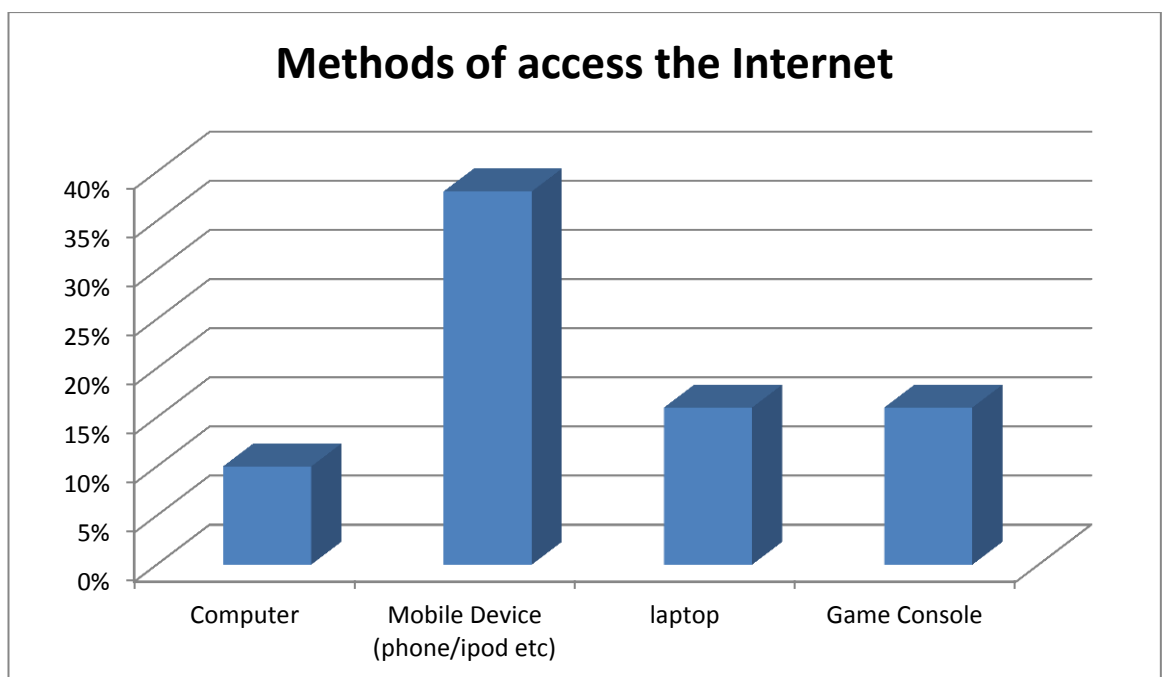 Methods of access the Internet
40%
35%
30%
25%
20%
15%
10%
5%
0%
Computer
Mobile Device
(phone/ipod etc)
laptop
Game Console